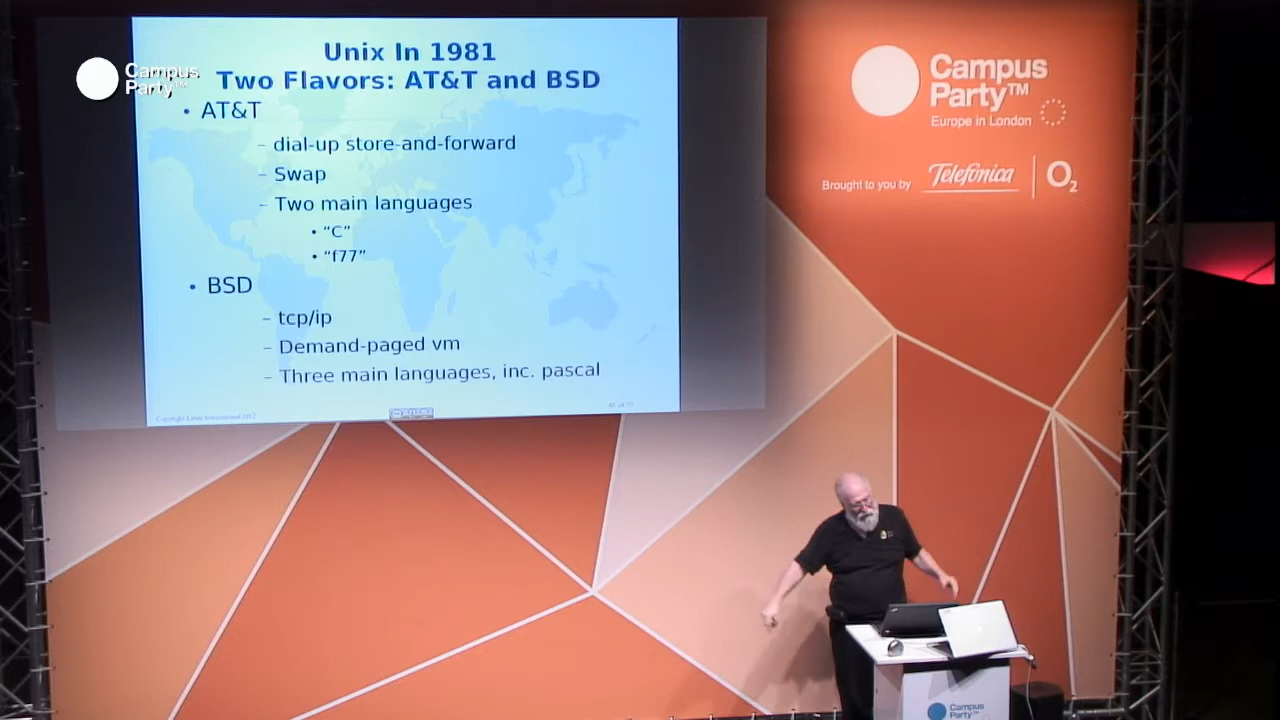 Unix In 1981
Two Flavors: AT&T and BSD
• AT&T
– dial-up store-and-forward
– Swap
– Two main languages
• “C”
• “f77”
• BSD
– tcp/ip
– Demand-paged vm
– Three main languages, inc. pascal
Campus
Party™
Campus
Party™
Europe in London
Brought to you by Telefónica O2
Campus
Party™